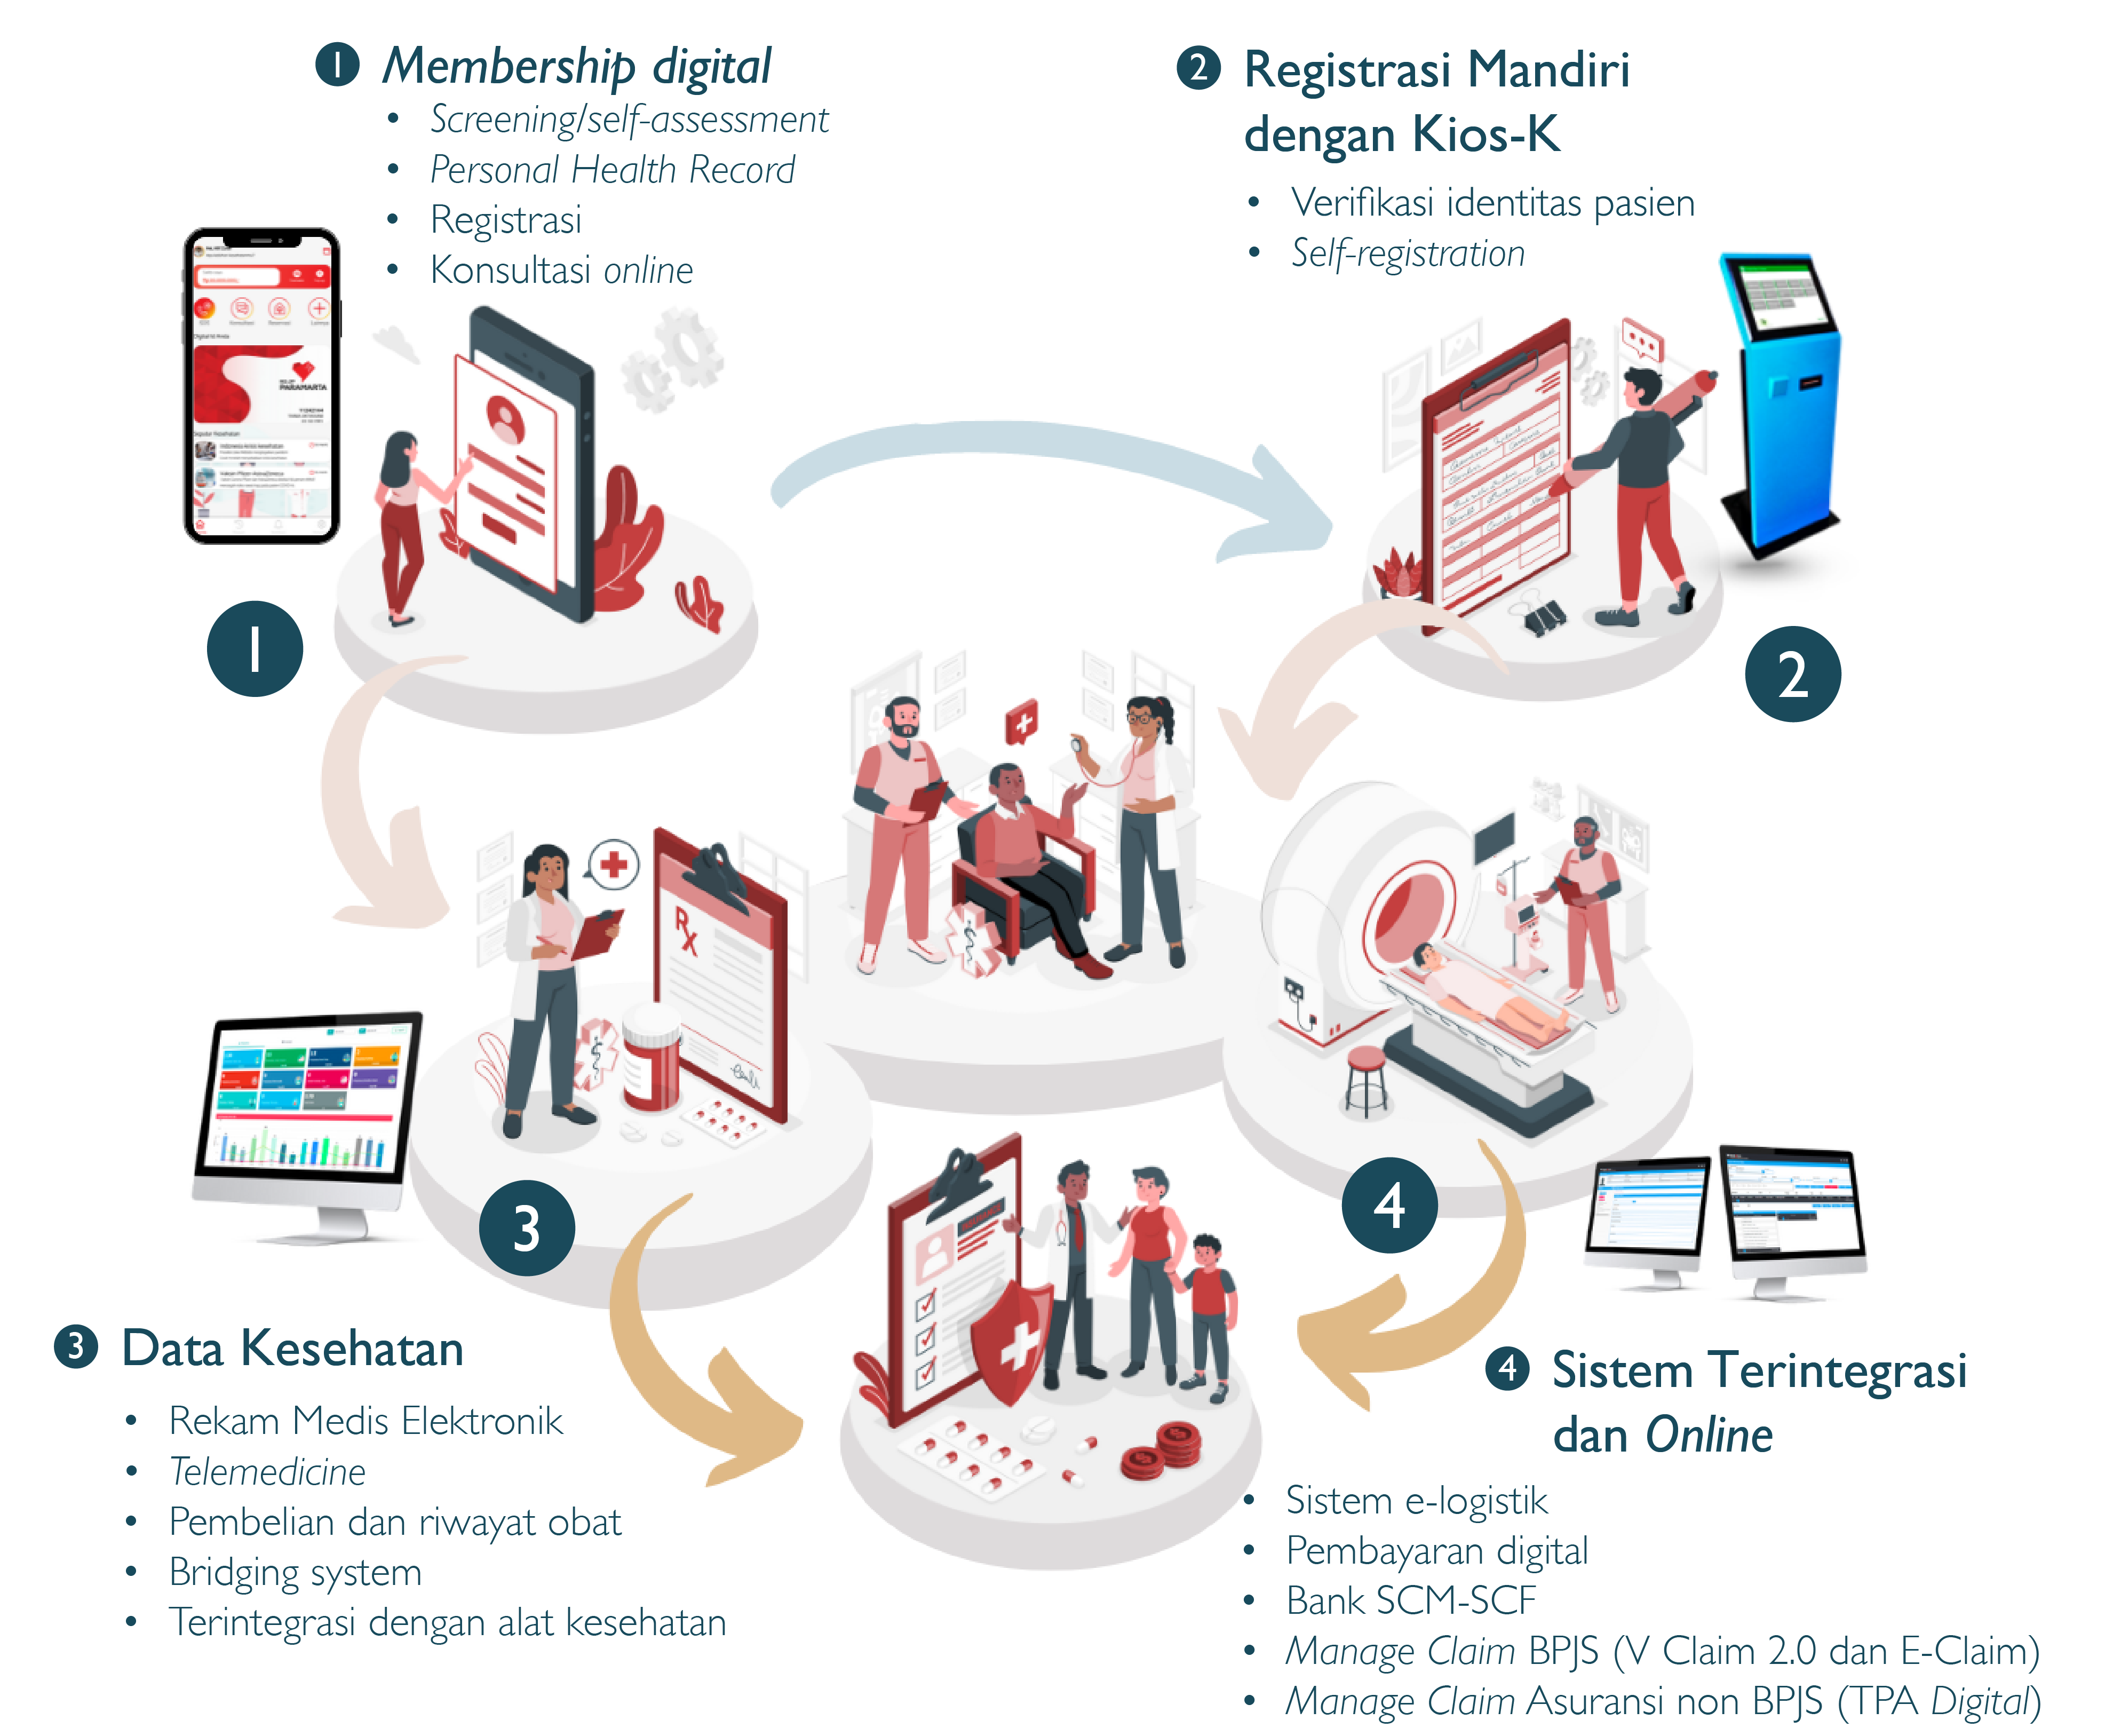 1 Membership digital
• Screening/self-assessment
• Personal Health Record
• Registrasi
• Konsultasi online
2 Registrasi Mandiri
dengan Kios-K
• Verifikasi identitas pasien
• Self-registration
PARAMARTA
1
2
RX
3
4
3 Data Kesehatan
• Rekam Medis Elektronik
• Telemedicine
• Pembelian dan riwayat obat
• Bridging system
• Terintegrasi dengan alat kesehatan
4 Sistem Terintegrasi
dan Online
• Sistem e-logistik
• Pembayaran digital
• Bank SCM-SCF
• Manage Claim BPJS (V Claim 2.0 dan E-Claim)
• Manage Claim Asuransi non BPJS (TPA Digital)